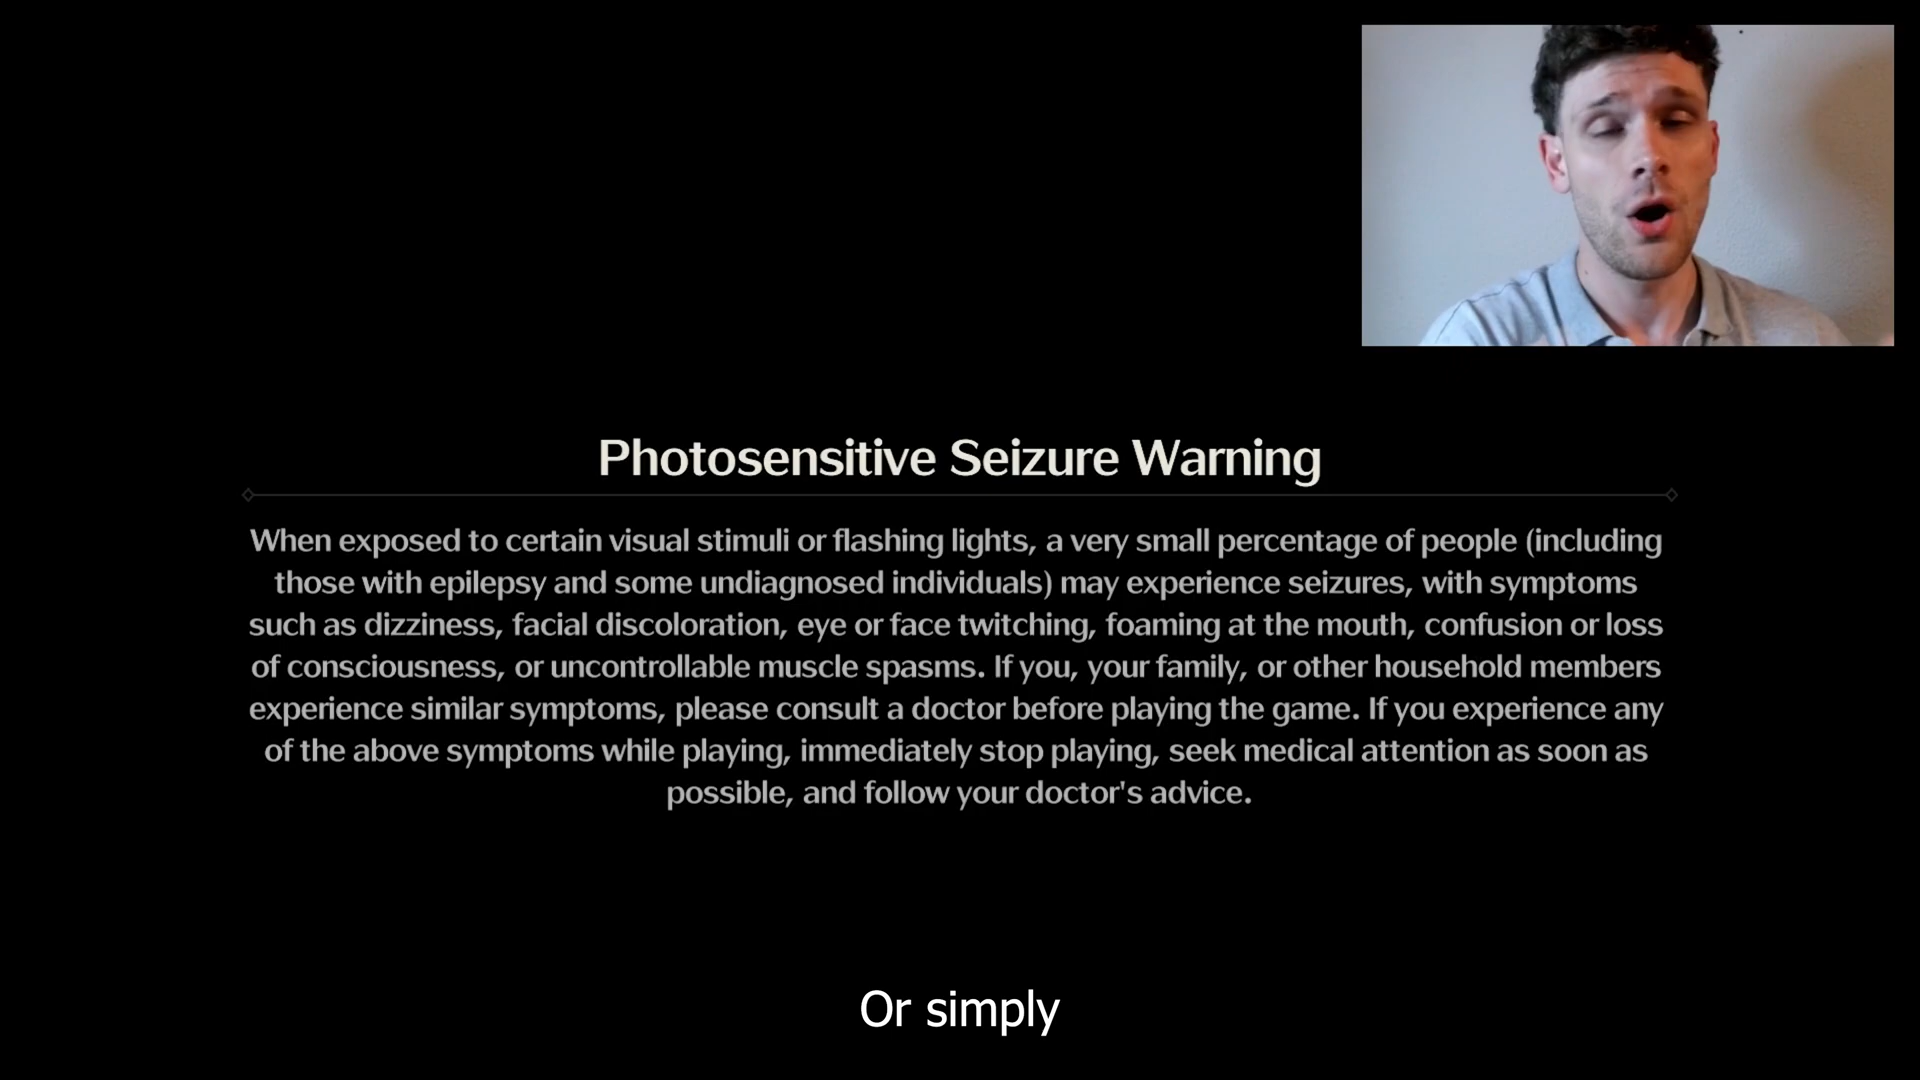 Photosensitive Seizure Warning
When exposed to certain visual stimuli or flashing lights, a very small percentage of people (including
those with epilepsy and some undiagnosed individuals) may experience seizures, with symptoms
such as dizziness, facial discoloration, eye or face twitching, foaming at the mouth, confusion or loss
of consciousness, or uncontrollable muscle spasms. If you, your family, or other household members
experience similar symptoms, please consult a doctor before playing the game. If you experience any
of the above symptoms while playing, immediately stop playing, seek medical attention as soon as
possible, and follow your doctor's advice.
Or simply